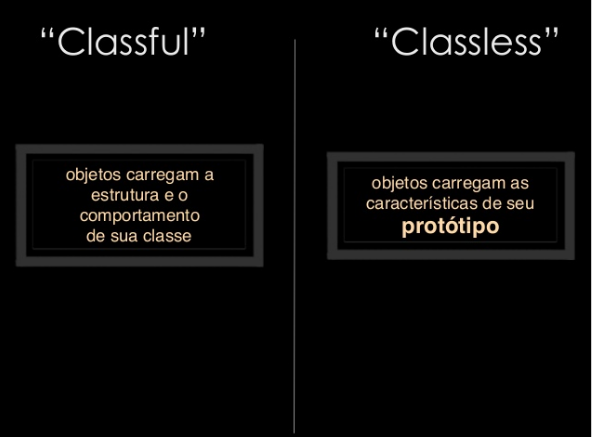 “Classful”
objetos carregam a
estrutura e o
comportamento
de sua classe
“Classless”
objetos carregam as
características de seu
protótipo